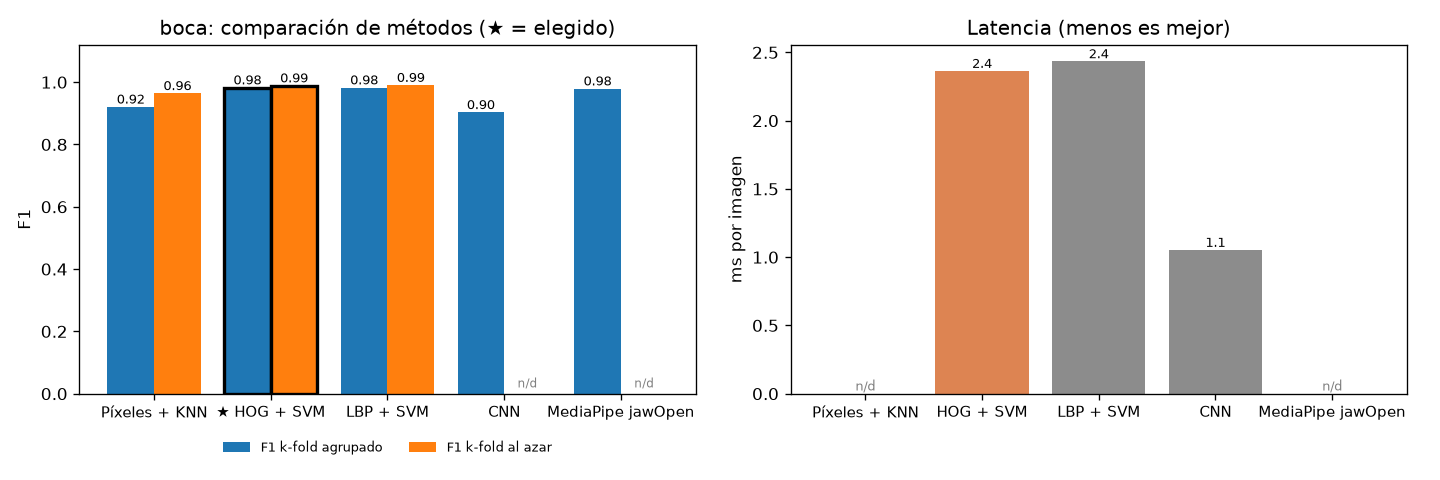 boca: comparación de métodos (★ = elegido)
F1
1.0
0.8
0.6
0.4
0.2
0.0
0.92
0.96
0.98
0.99
0.98
0.99
0.90
n/d
0.98
n/d
Píxeles + KNN
★ HOG + SVM
LBP + SVM
CNN
MediaPipe jawOpen
F1 k-fold agrupado
F1 k-fold al azar
Latencia (menos es mejor)
ms por imagen
2.5
2.0
1.5
1.0
0.5
0.0
n/d
2.4
2.4
1.1
n/d
Píxeles + KNN
HOG + SVM
LBP + SVM
CNN
MediaPipe jawOpen